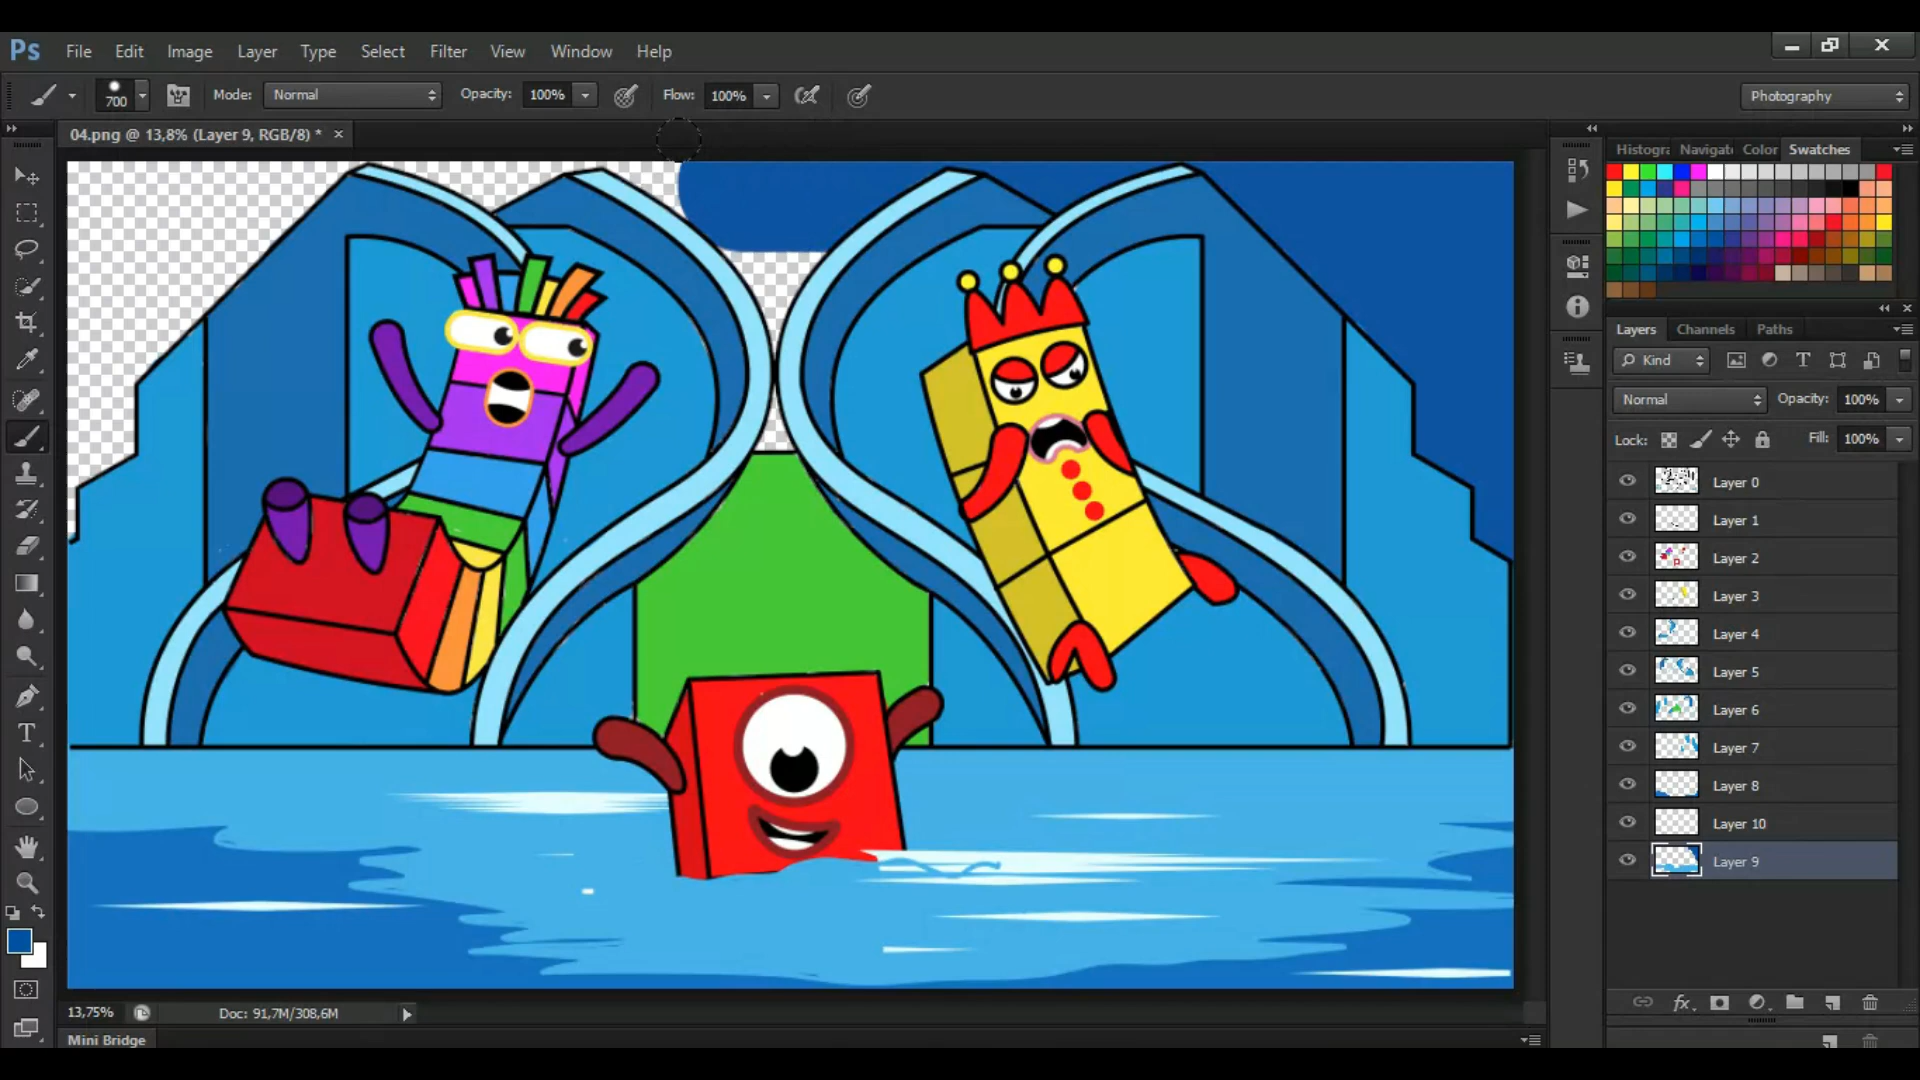 Ps File Edit Image Layer Type Select Filter View Window Help
700 Mode: Normal Opacity: 100% Flow: 100% Photography
04.png @ 13,8% (Layer 9, RGB/8) * ×
Histogra Navigat Color Swatches
Layers Channels Paths
Kind
Normal Opacity: 100%
Lock: Fill: 100%
Layer 0
Layer 1
Layer 2
Layer 3
Layer 4
Layer 5
Layer 6
Layer 7
Layer 8
Layer 10
Layer 9
13,75% Doc: 91,7M/308,6M
Mini Bridge